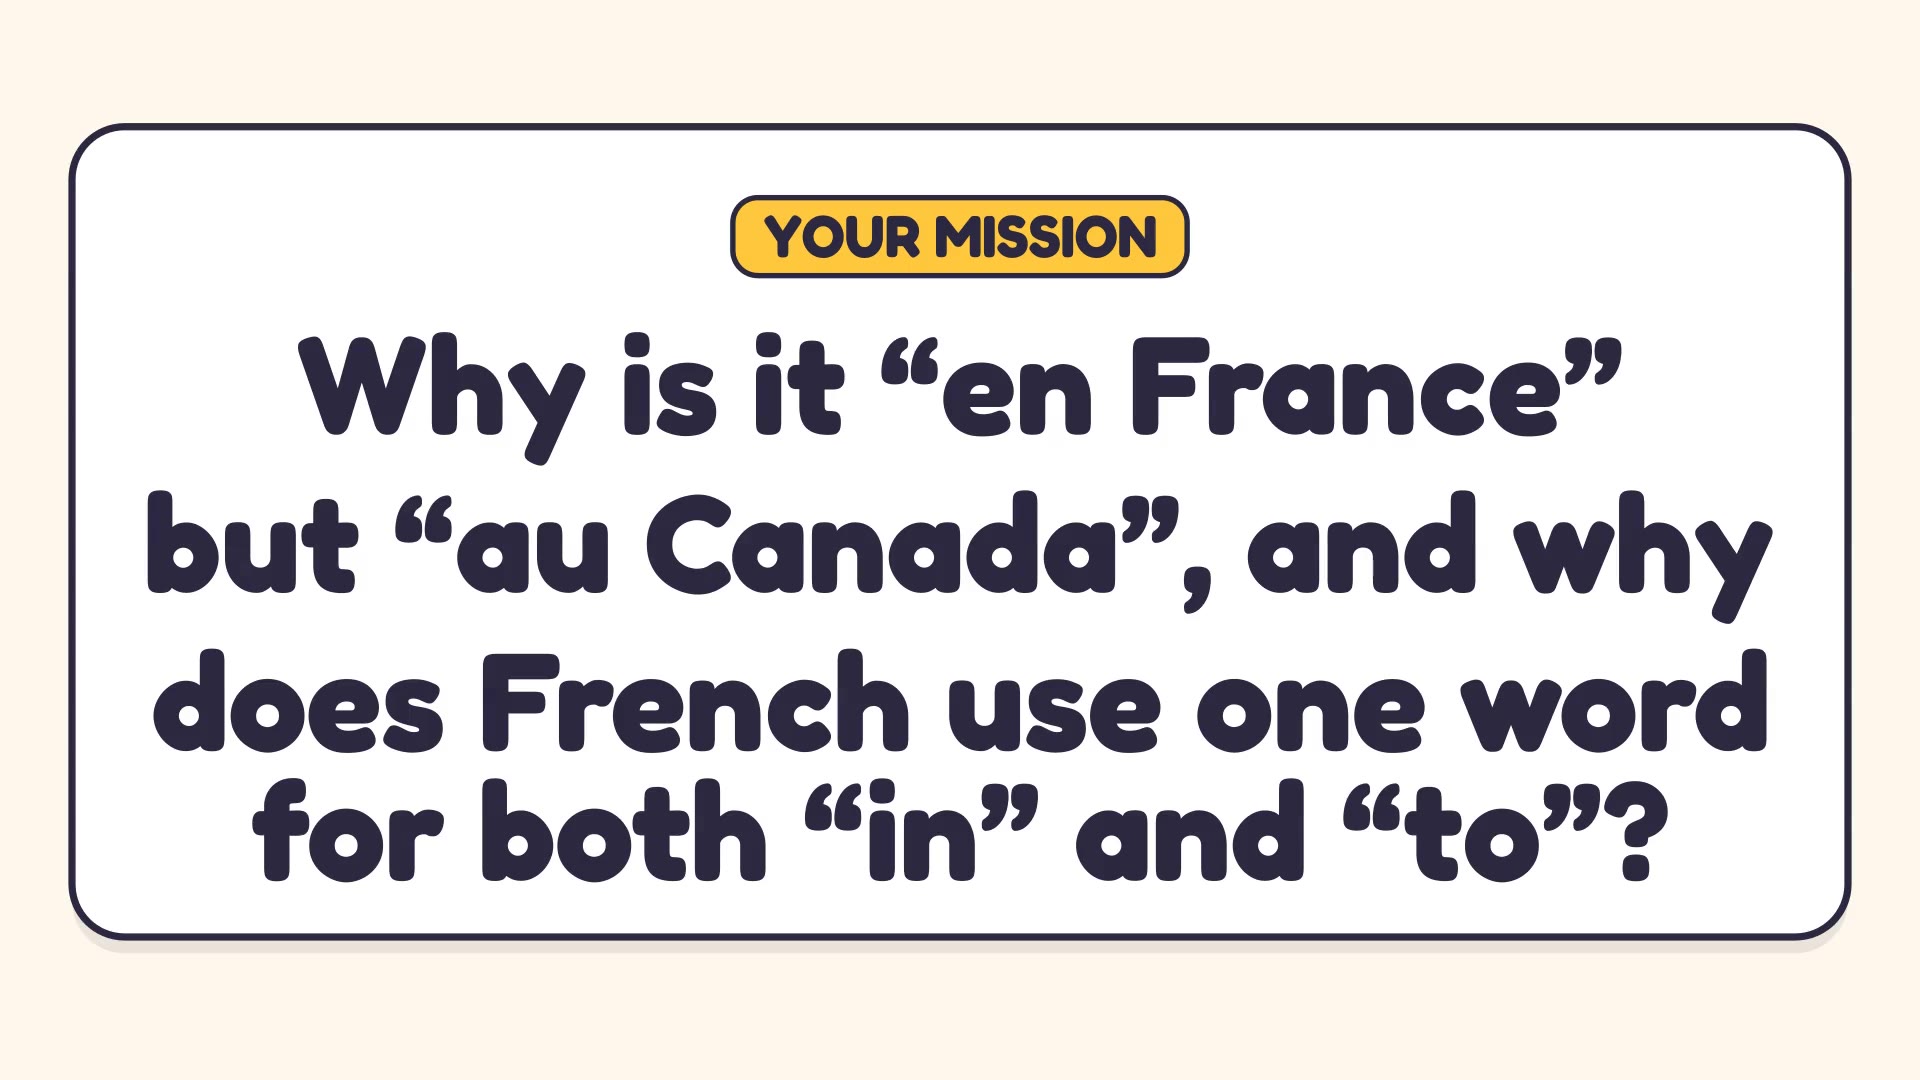 YOUR MISSION
Why is it “en France”
but “au Canada”, and why
does French use one word
for both “in” and “to”?